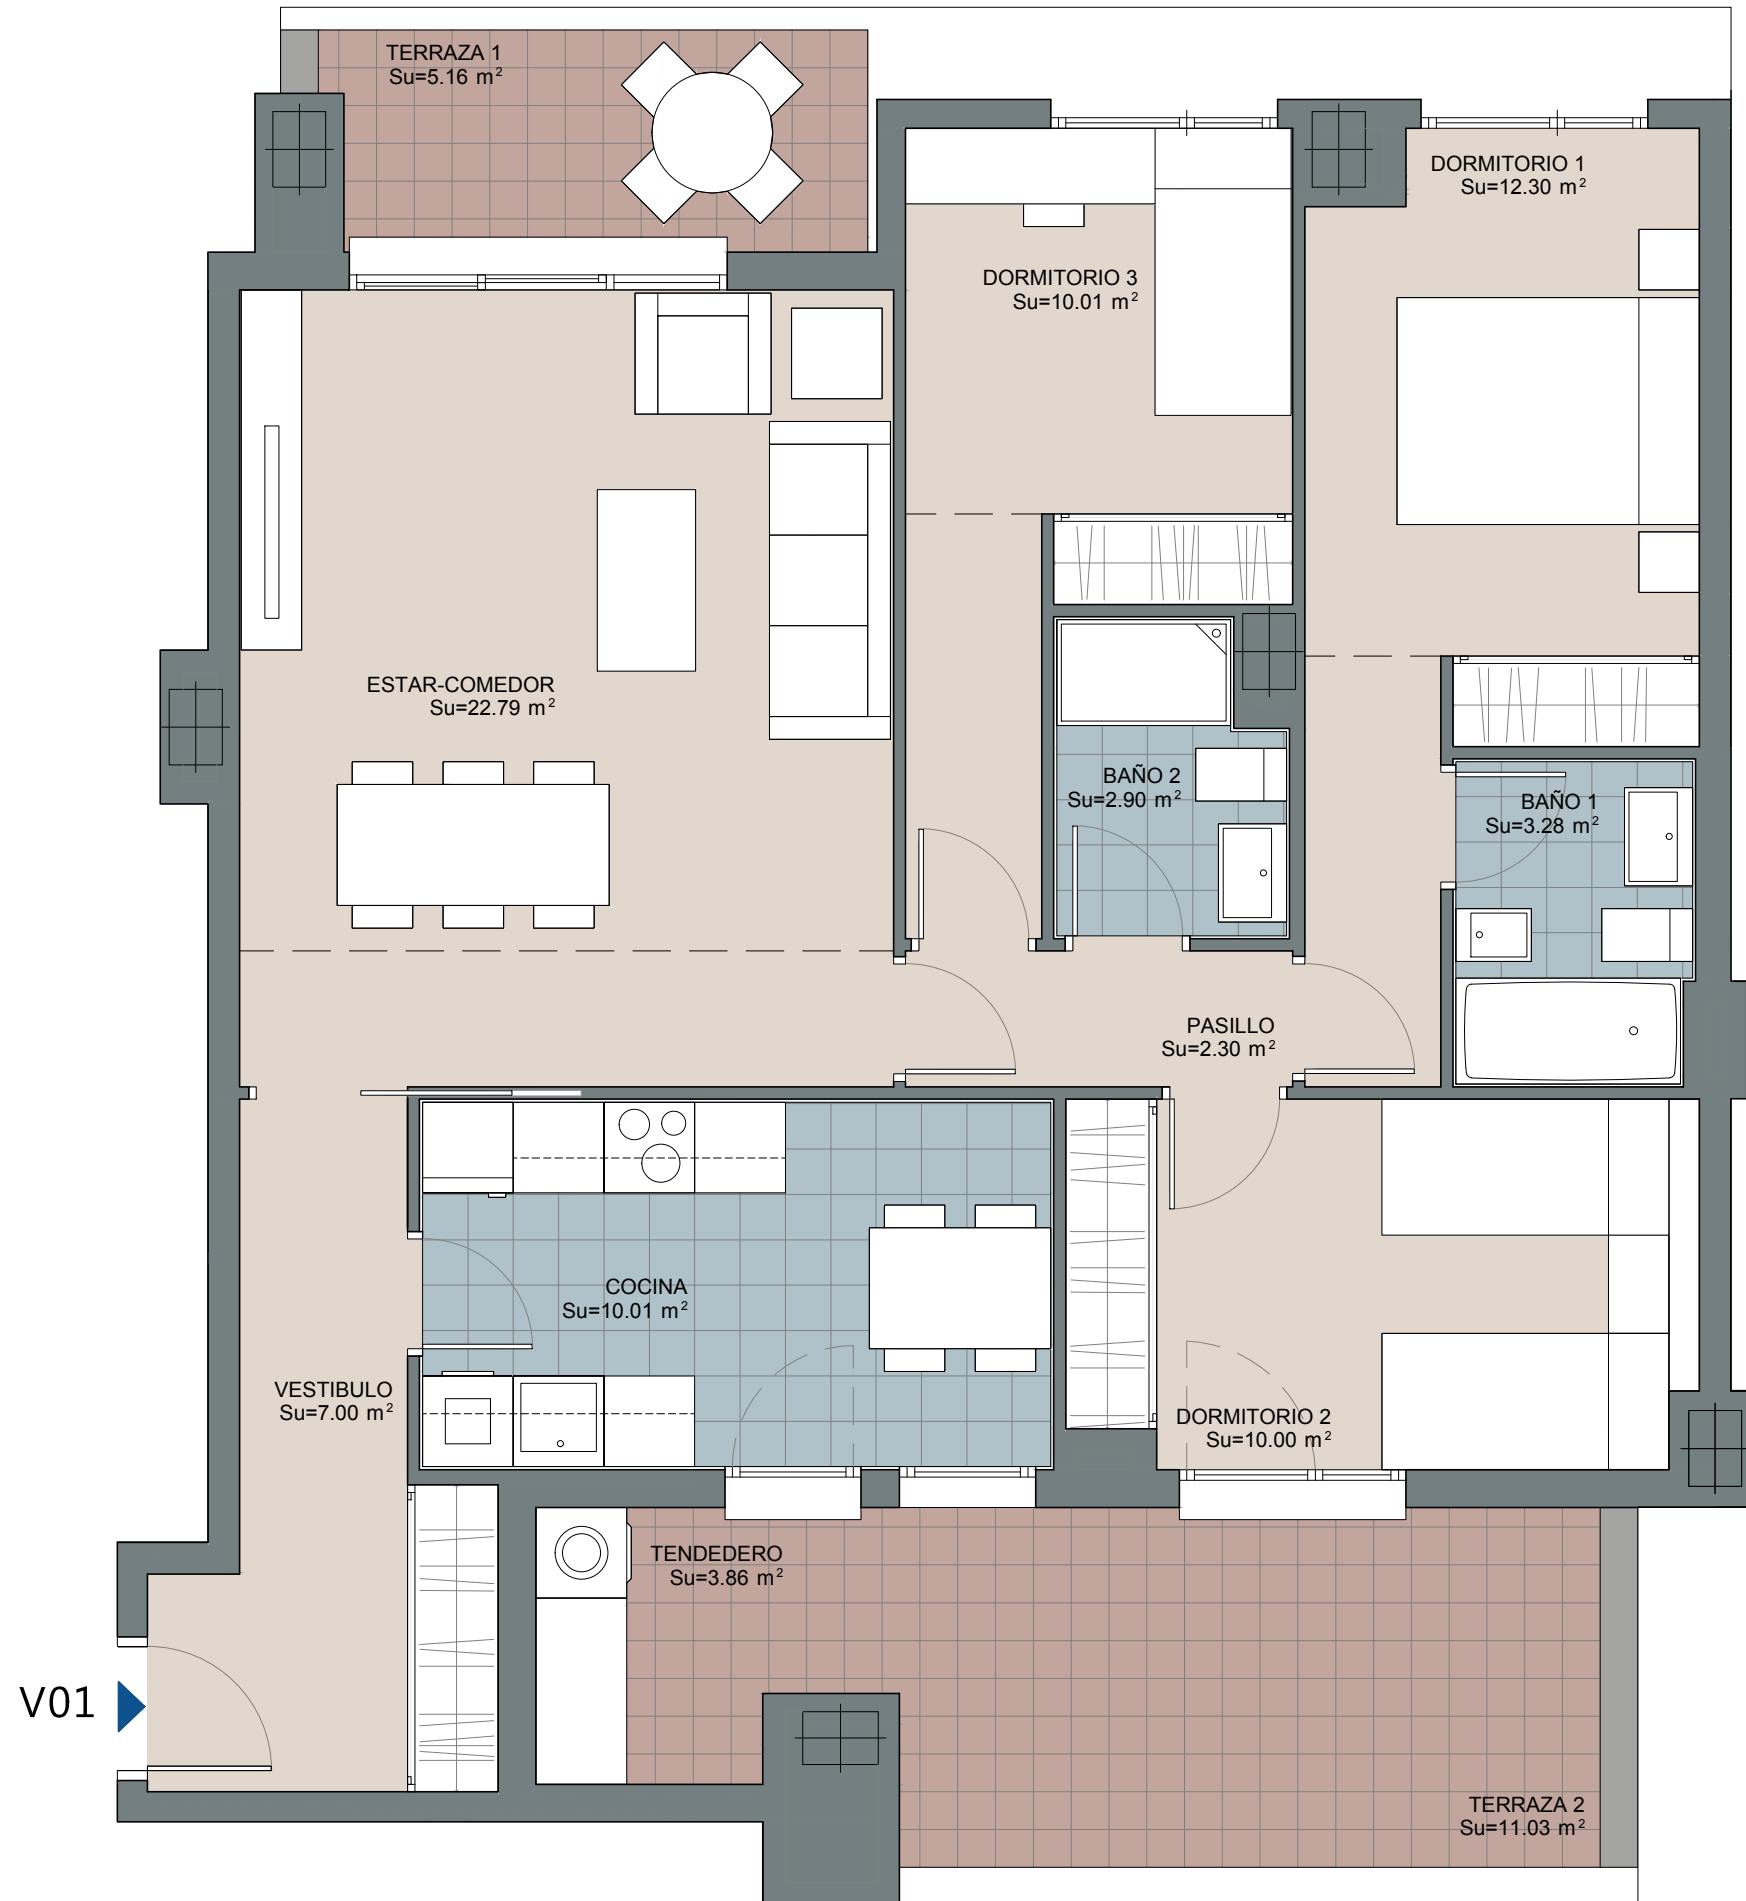 TERRAZA 1
Su=5.16 m²
DORMITORIO 1
Su=12.30 m²
DORMITORIO 3
Su=10.01 m²
ESTAR-COMEDOR
Su=22.79 m²
BAÑO 2
Su=2.90 m²
BAÑO 1
Su=3.28 m²
PASILLO
Su=2.30 m²
COCINA
Su=10.01 m²
VESTIBULO
Su=7.00 m²
DORMITORIO 2
Su=10.00 m²
TENDEDERO
Su=3.86 m²
V01
TERRAZA 2
Su=11.03 m²